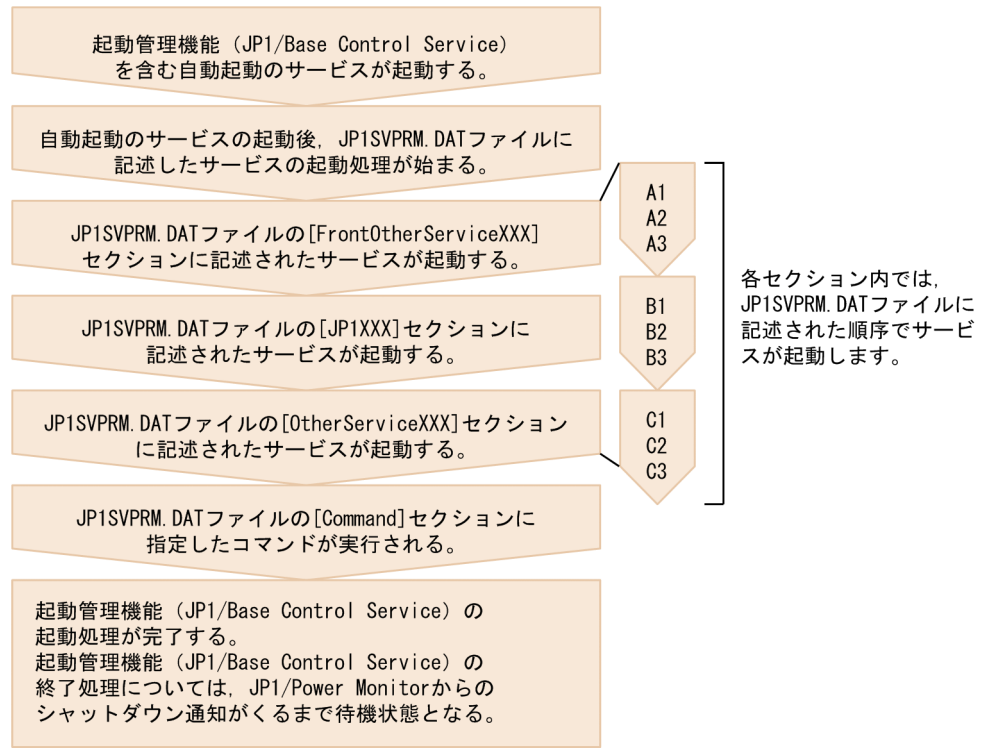 起動管理機能（JP1/Base Control Service）
を含む自動起動のサービスが起動する。
自動起動のサービスの起動後，JP1SVPRM.DATファイルに
記述したサービスの起動処理が始まる。
JP1SVPRM.DATファイルの[FrontOtherServiceXXX]
セクションに記述されたサービスが起動する。
JP1SVPRM.DATファイルの[JP1XXX]セクションに
記述されたサービスが起動する。
JP1SVPRM.DATファイルの[OtherServiceXXX]セクション
に記述されたサービスが起動する。
JP1SVPRM.DATファイルの[Command]セクションに
指定したコマンドが実行される。
起動管理機能（JP1/Base Control Service）の
起動処理が完了する。
起動管理機能（JP1/Base Control Service）の
終了処理については，JP1/Power Monitorからの
シャットダウン通知がくるまで待機状態となる。
A1
A2
A3
B1
B2
B3
C1
C2
C3
各セクション内では，
JP1SVPRM.DATファイルに
記述された順序でサービ
スが起動します。